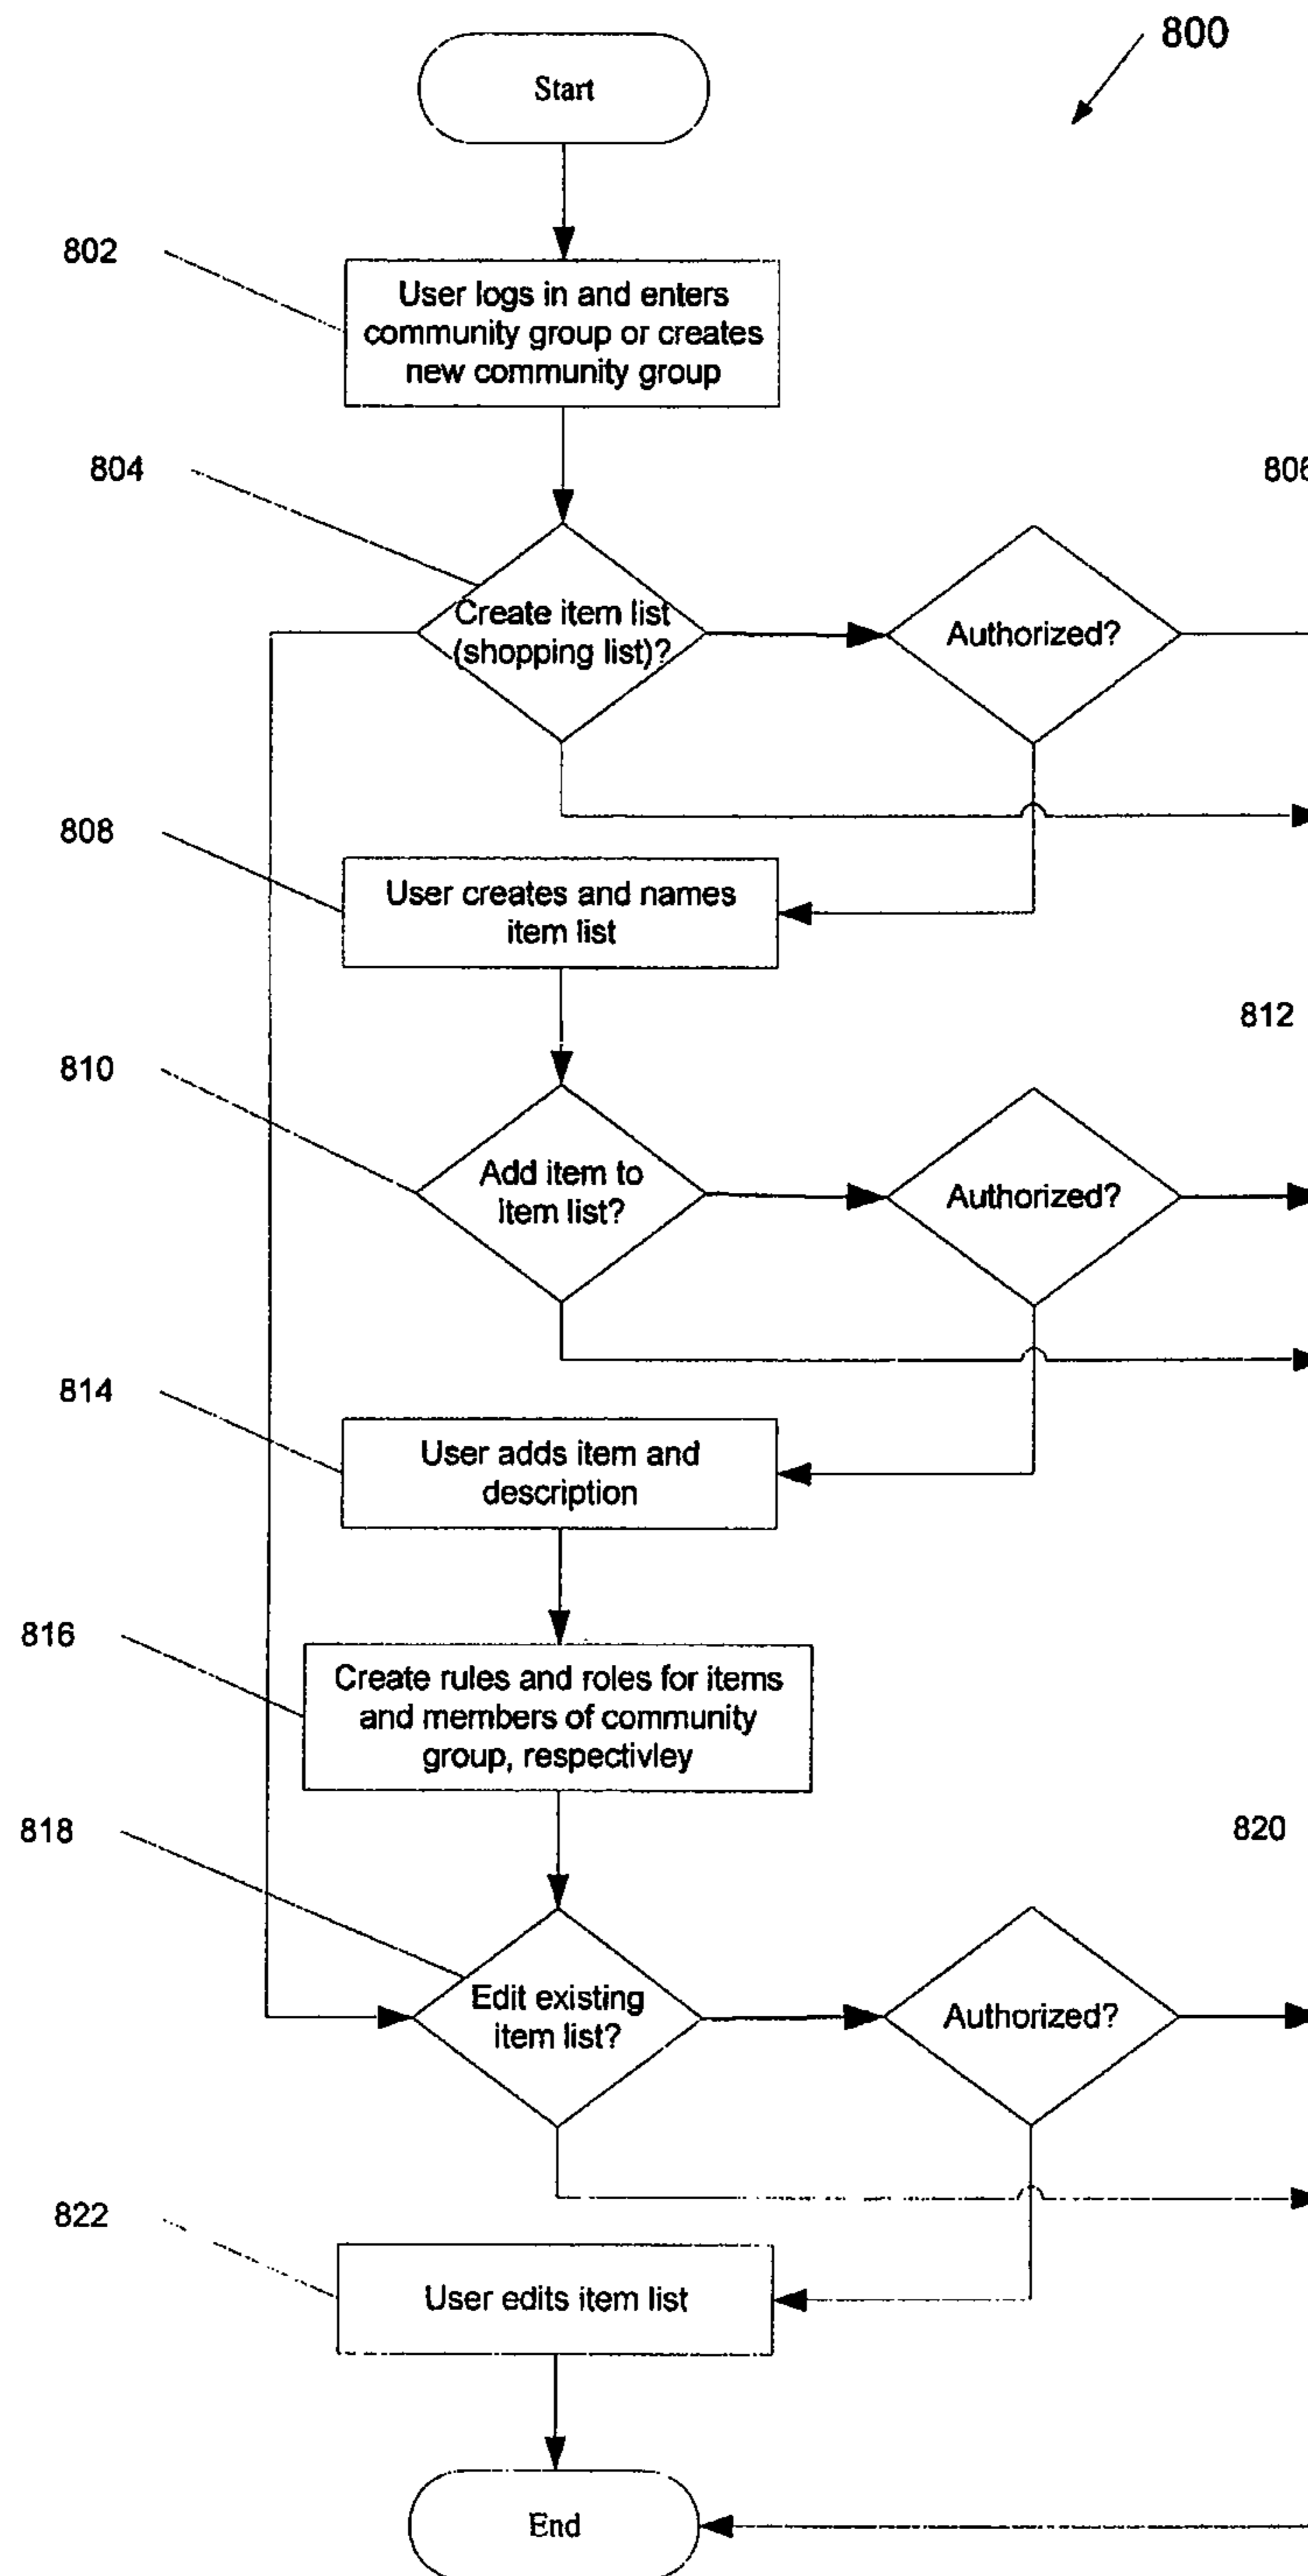 800
Start
802
User logs in and enters
community group or creates
new community group
804
806
Create item list
(shopping list)?
Authorized?
808
User creates and names
item list
812
810
Add item to
item list?
Authorized?
814
User adds item and
description
816
Create rules and roles for items
and members of community
group, respectivley
818
820
Edit existing
item list?
Authorized?
822
User edits item list
End